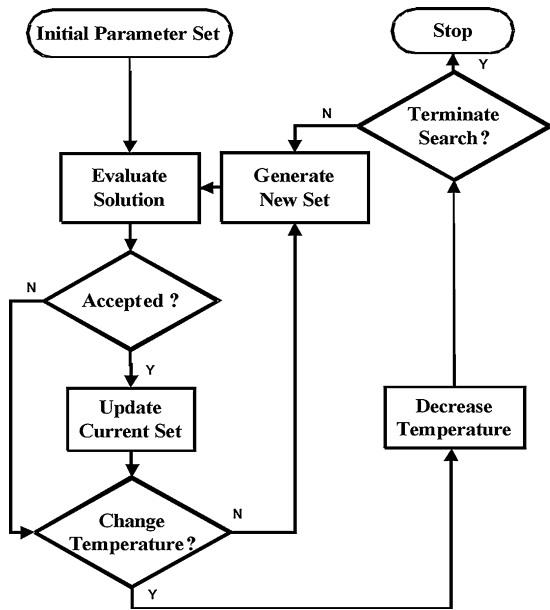 Initial Parameter Set
Stop
Y
Terminate
Search?
N
Evaluate
Solution
Generate
New Set
N
Accepted ?
Y
Update
Current Set
Decrease
Temperature
N
Change
Temperature?
Y